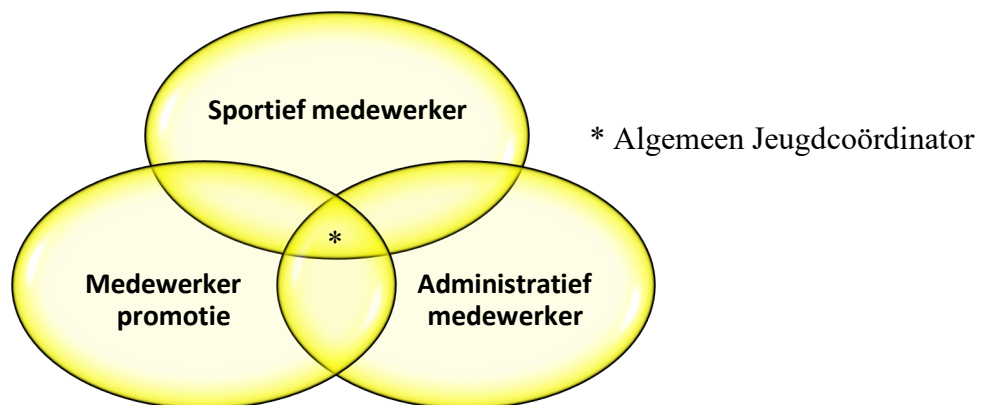 Sportief medewerker
* Algemeen Jeugdcoördinator
*
Medewerker
promotie
Administratief
medewerker